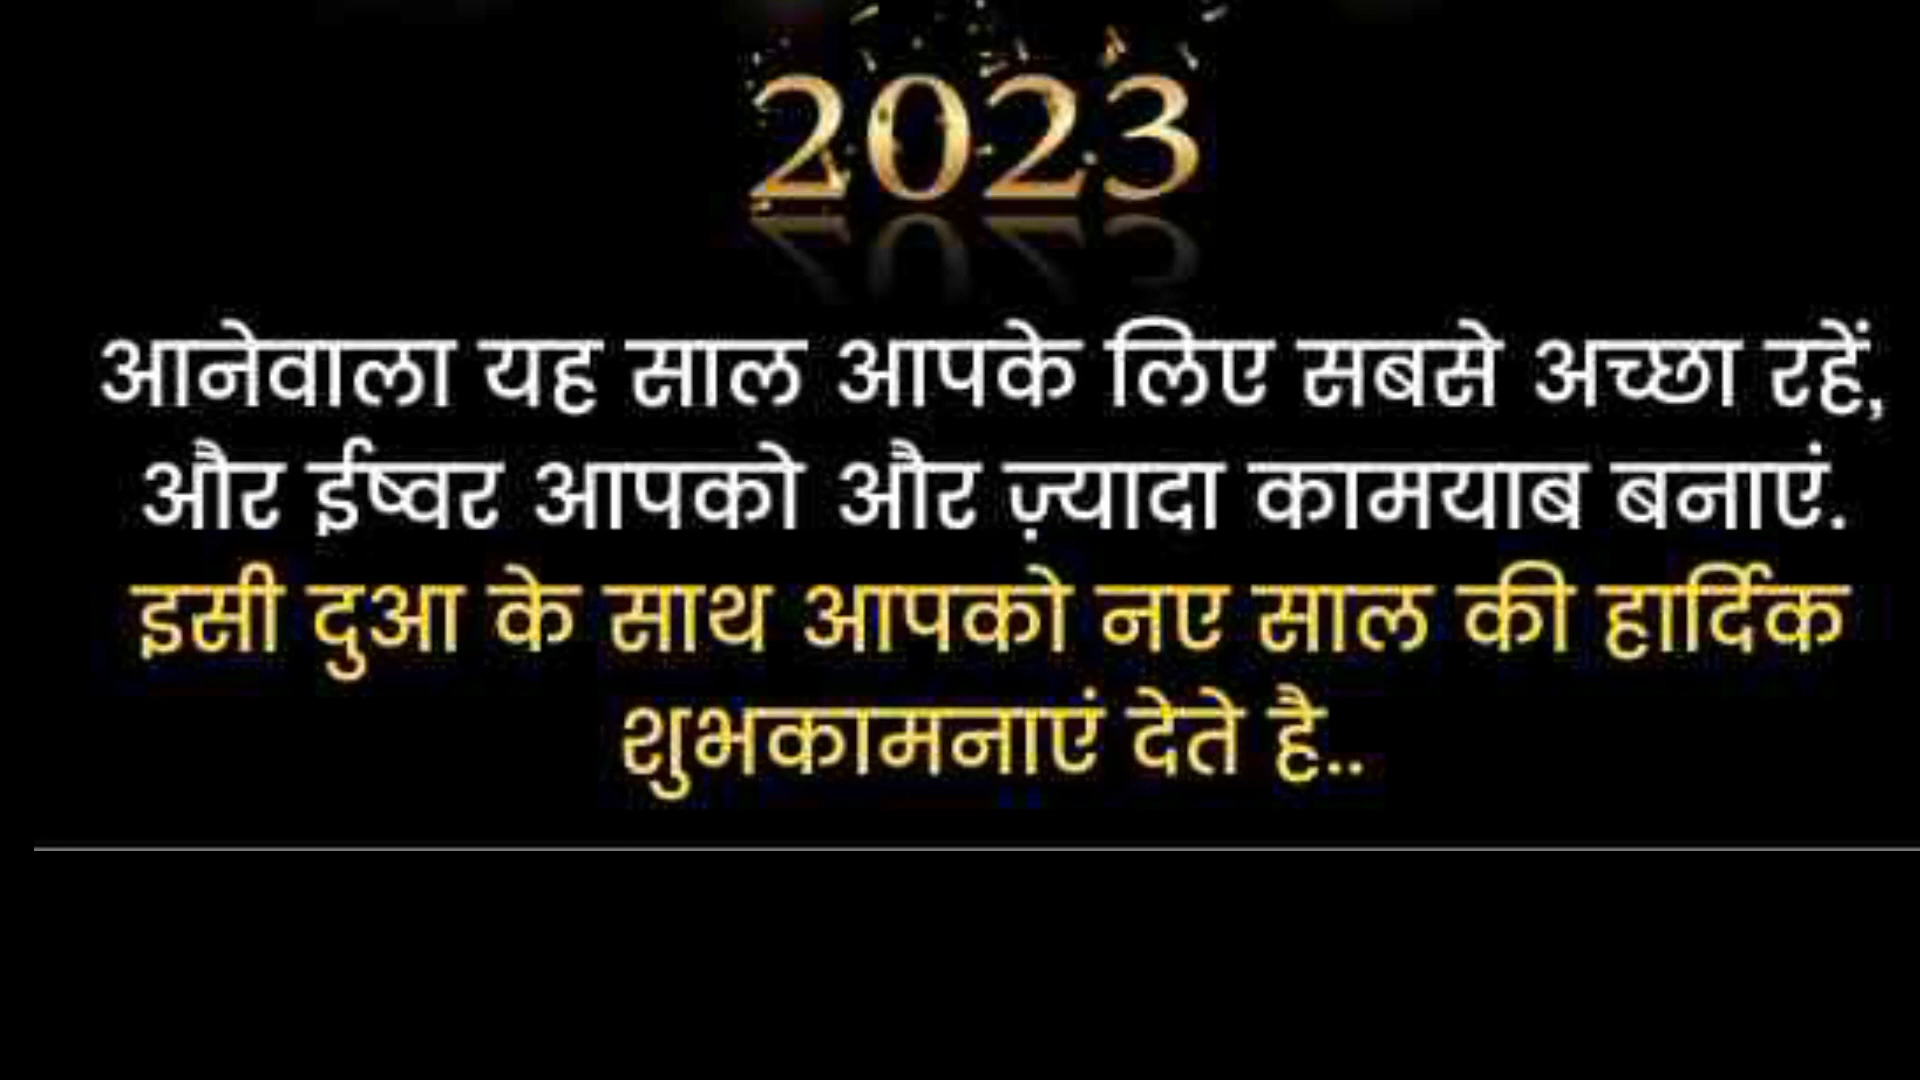 2023
आनेवाला यह साल आपके लिए सबसे अच्छा रहें,
और ईष्वर आपको और ज़्यादा कामयाब बनाएं.
इसी दुआ के साथ आपको नए साल की हार्दिक
शुभकामनाएं देते है..